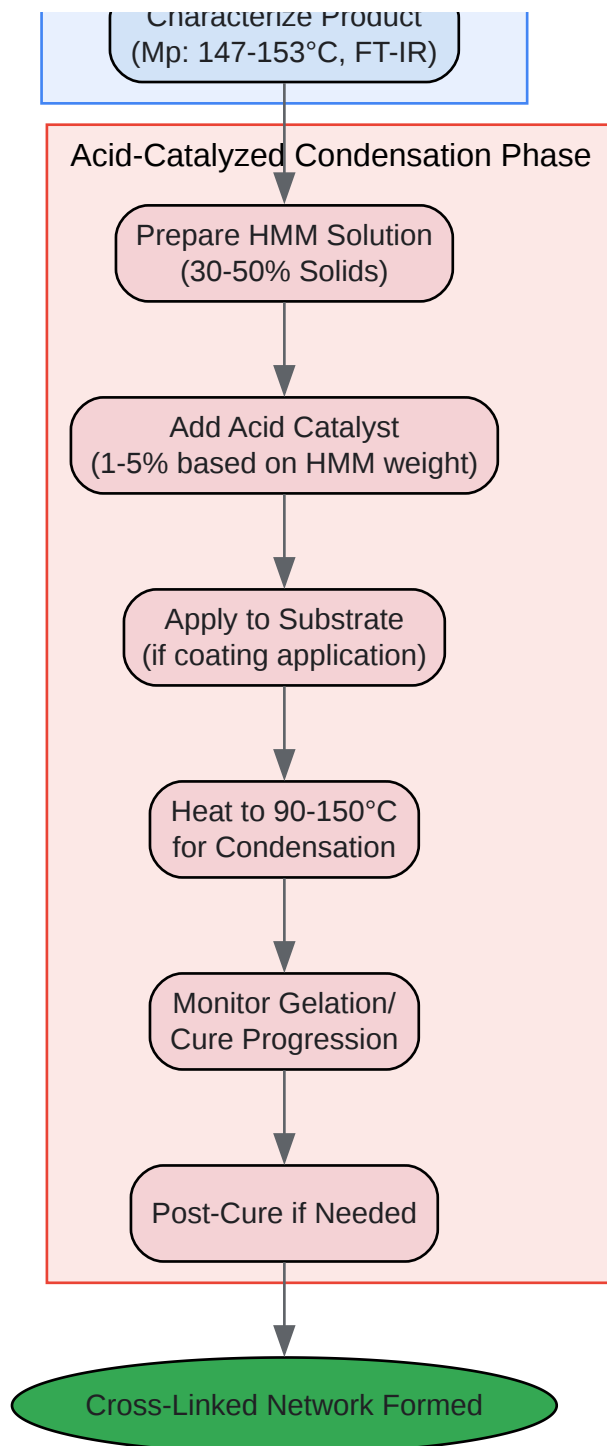 Characterize Product
(Mp: 147-153°C, FT-IR)
Acid-Catalyzed Condensation Phase
Prepare HMM Solution
(30-50% Solids)
Add Acid Catalyst
(1-5% based on HMM weight)
Apply to Substrate
(if coating application)
Heat to 90-150°C
for Condensation
Monitor Gelation/
Cure Progression
Post-Cure if Needed
Cross-Linked Network Formed